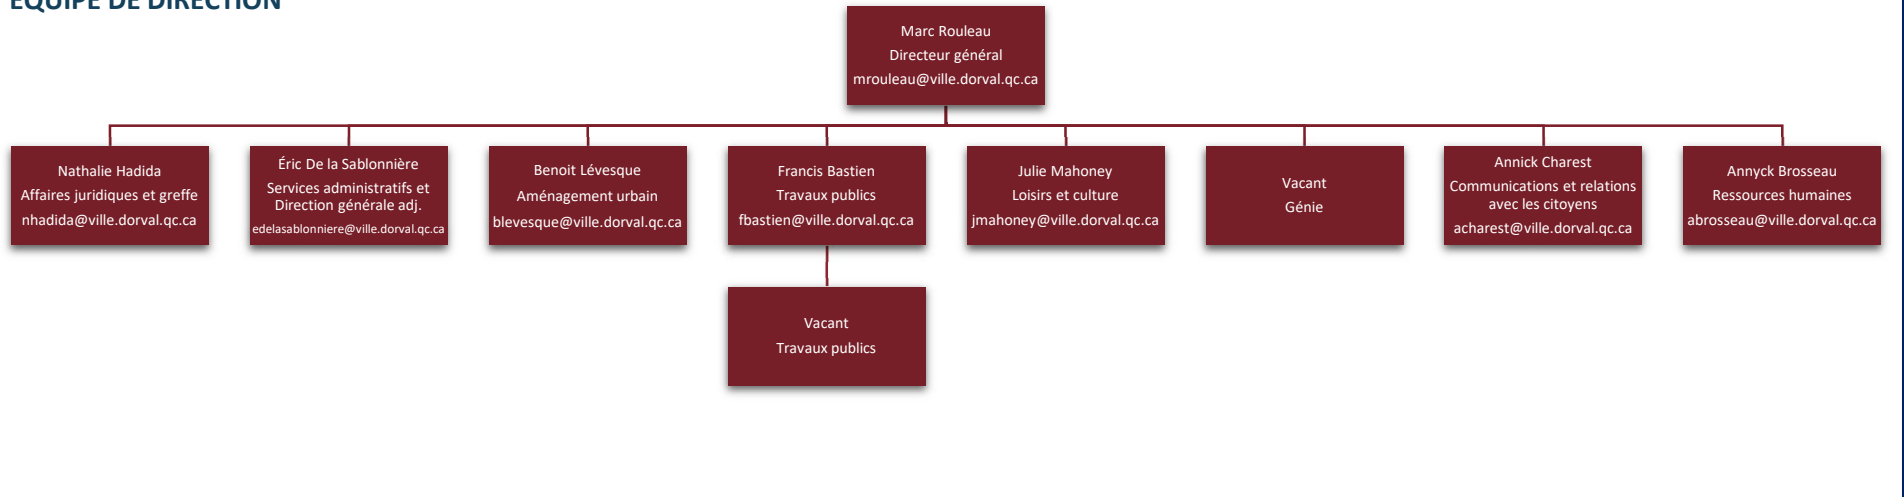 ÉQUIPE DE DIRECTION
Marc Rouleau
Directeur général
mrouleau@ville.dorval.qc.ca
Nathalie Hadida
Affaires juridiques et greffe
nhadida@ville.dorval.qc.ca
Éric De la Sablonnière
Services administratifs et
Direction générale adj.
edelasablonniere@ville.dorval.qc.ca
Benoit Lévesque
Aménagement urbain
blevesque@ville.dorval.qc.ca
Francis Bastien
Travaux publics
fbastien@ville.dorval.qc.ca
Julie Mahoney
Loisirs et culture
jmahoney@ville.dorval.qc.ca
Vacant
Génie
Annick Charest
Communications et relations
avec les citoyens
acharest@ville.dorval.qc.ca
Annyck Brosseau
Ressources humaines
abrosseau@ville.dorval.qc.ca
Vacant
Travaux publics